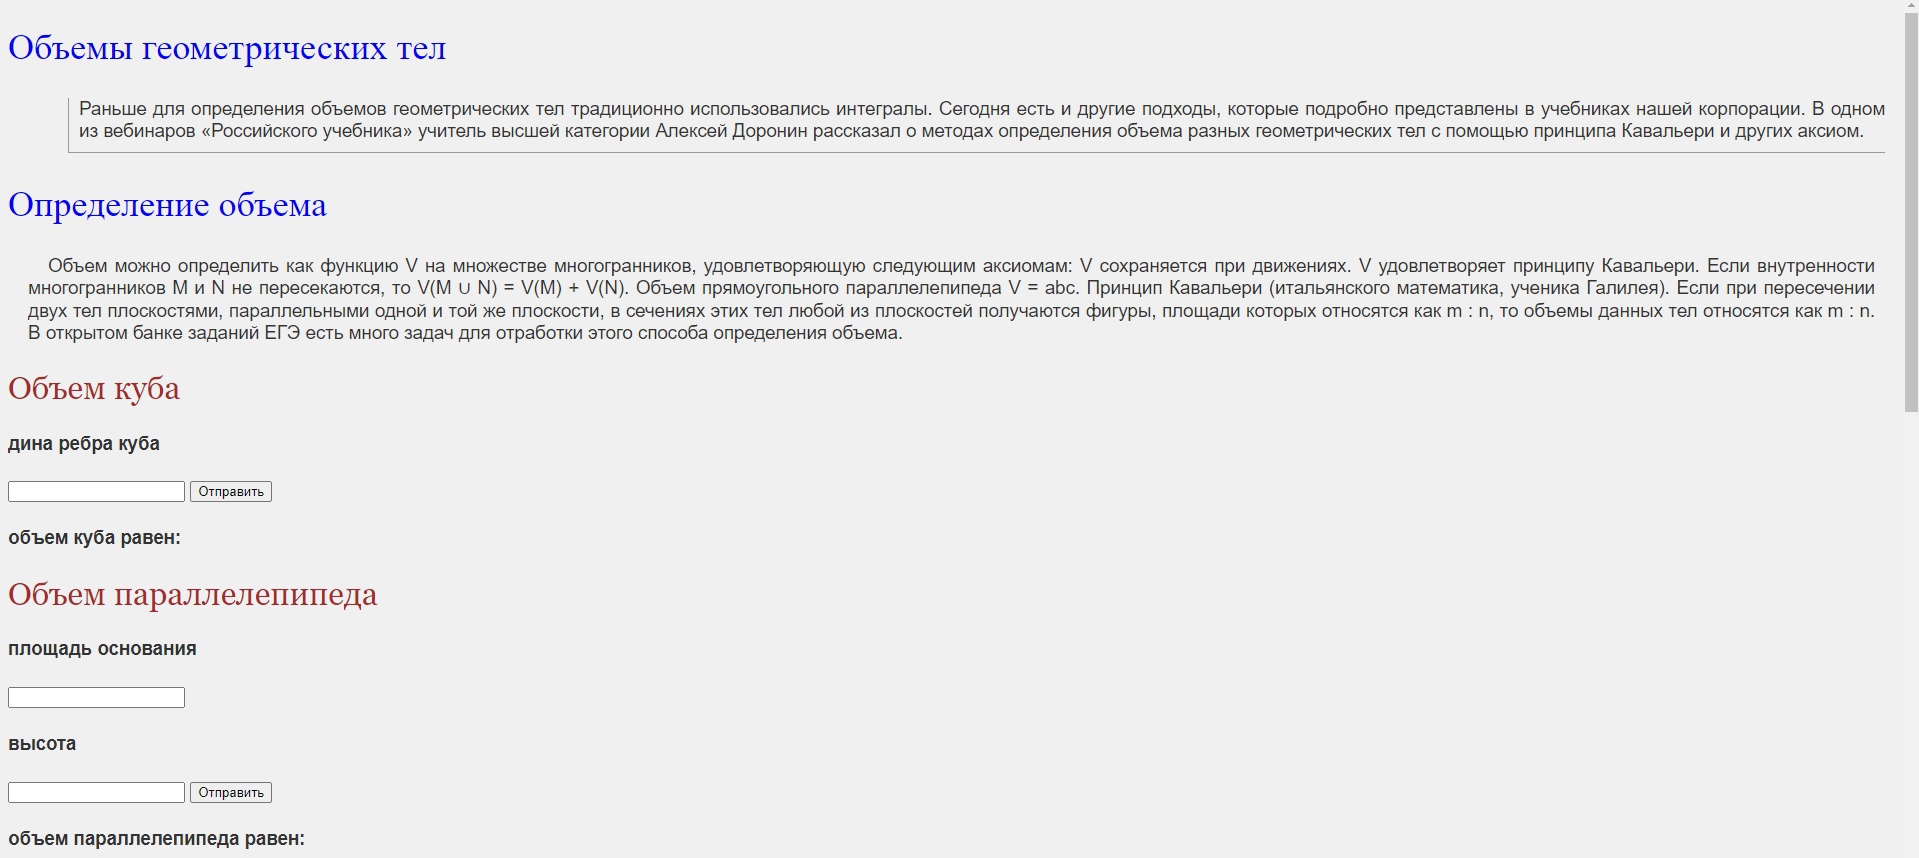 Объемы геометрических тел
Раньше для определения объемов геометрических тел традиционно использовались интегралы. Сегодня есть и другие подходы, которые подробно представлены в учебниках нашей корпорации. В одном
из вебинаров «Российского учебника» учитель высшей категории Алексей Доронин рассказал о методах определения объема разных геометрических тел с помощью принципа Кавальери и других аксиом.
Определение объема
Объем можно определить как функцию V на множестве многогранников, удовлетворяющую следующим аксиомам: V сохраняется при движениях. V удовлетворяет принципу Кавальери. Если внутренности
многогранников M и N не пересекаются, то V(M ∪ N) = V(M) + V(N). Объем прямоугольного параллелепипеда V = abc. Принцип Кавальери (итальянского математика, ученика Галилея). Если при пересечении
двух тел плоскостями, параллельными одной и той же плоскости, в сечениях этих тел любой из плоскостей получаются фигуры, площади которых относятся как m : n, то объемы данных тел относятся как m : n.
В открытом банке заданий ЕГЭ есть много задач для отработки этого способа определения объема.
Объем куба
дина ребра куба
Отправить
объем куба равен:
Объем параллелепипеда
площадь основания
высота
Отправить
объем параллелепипеда равен: